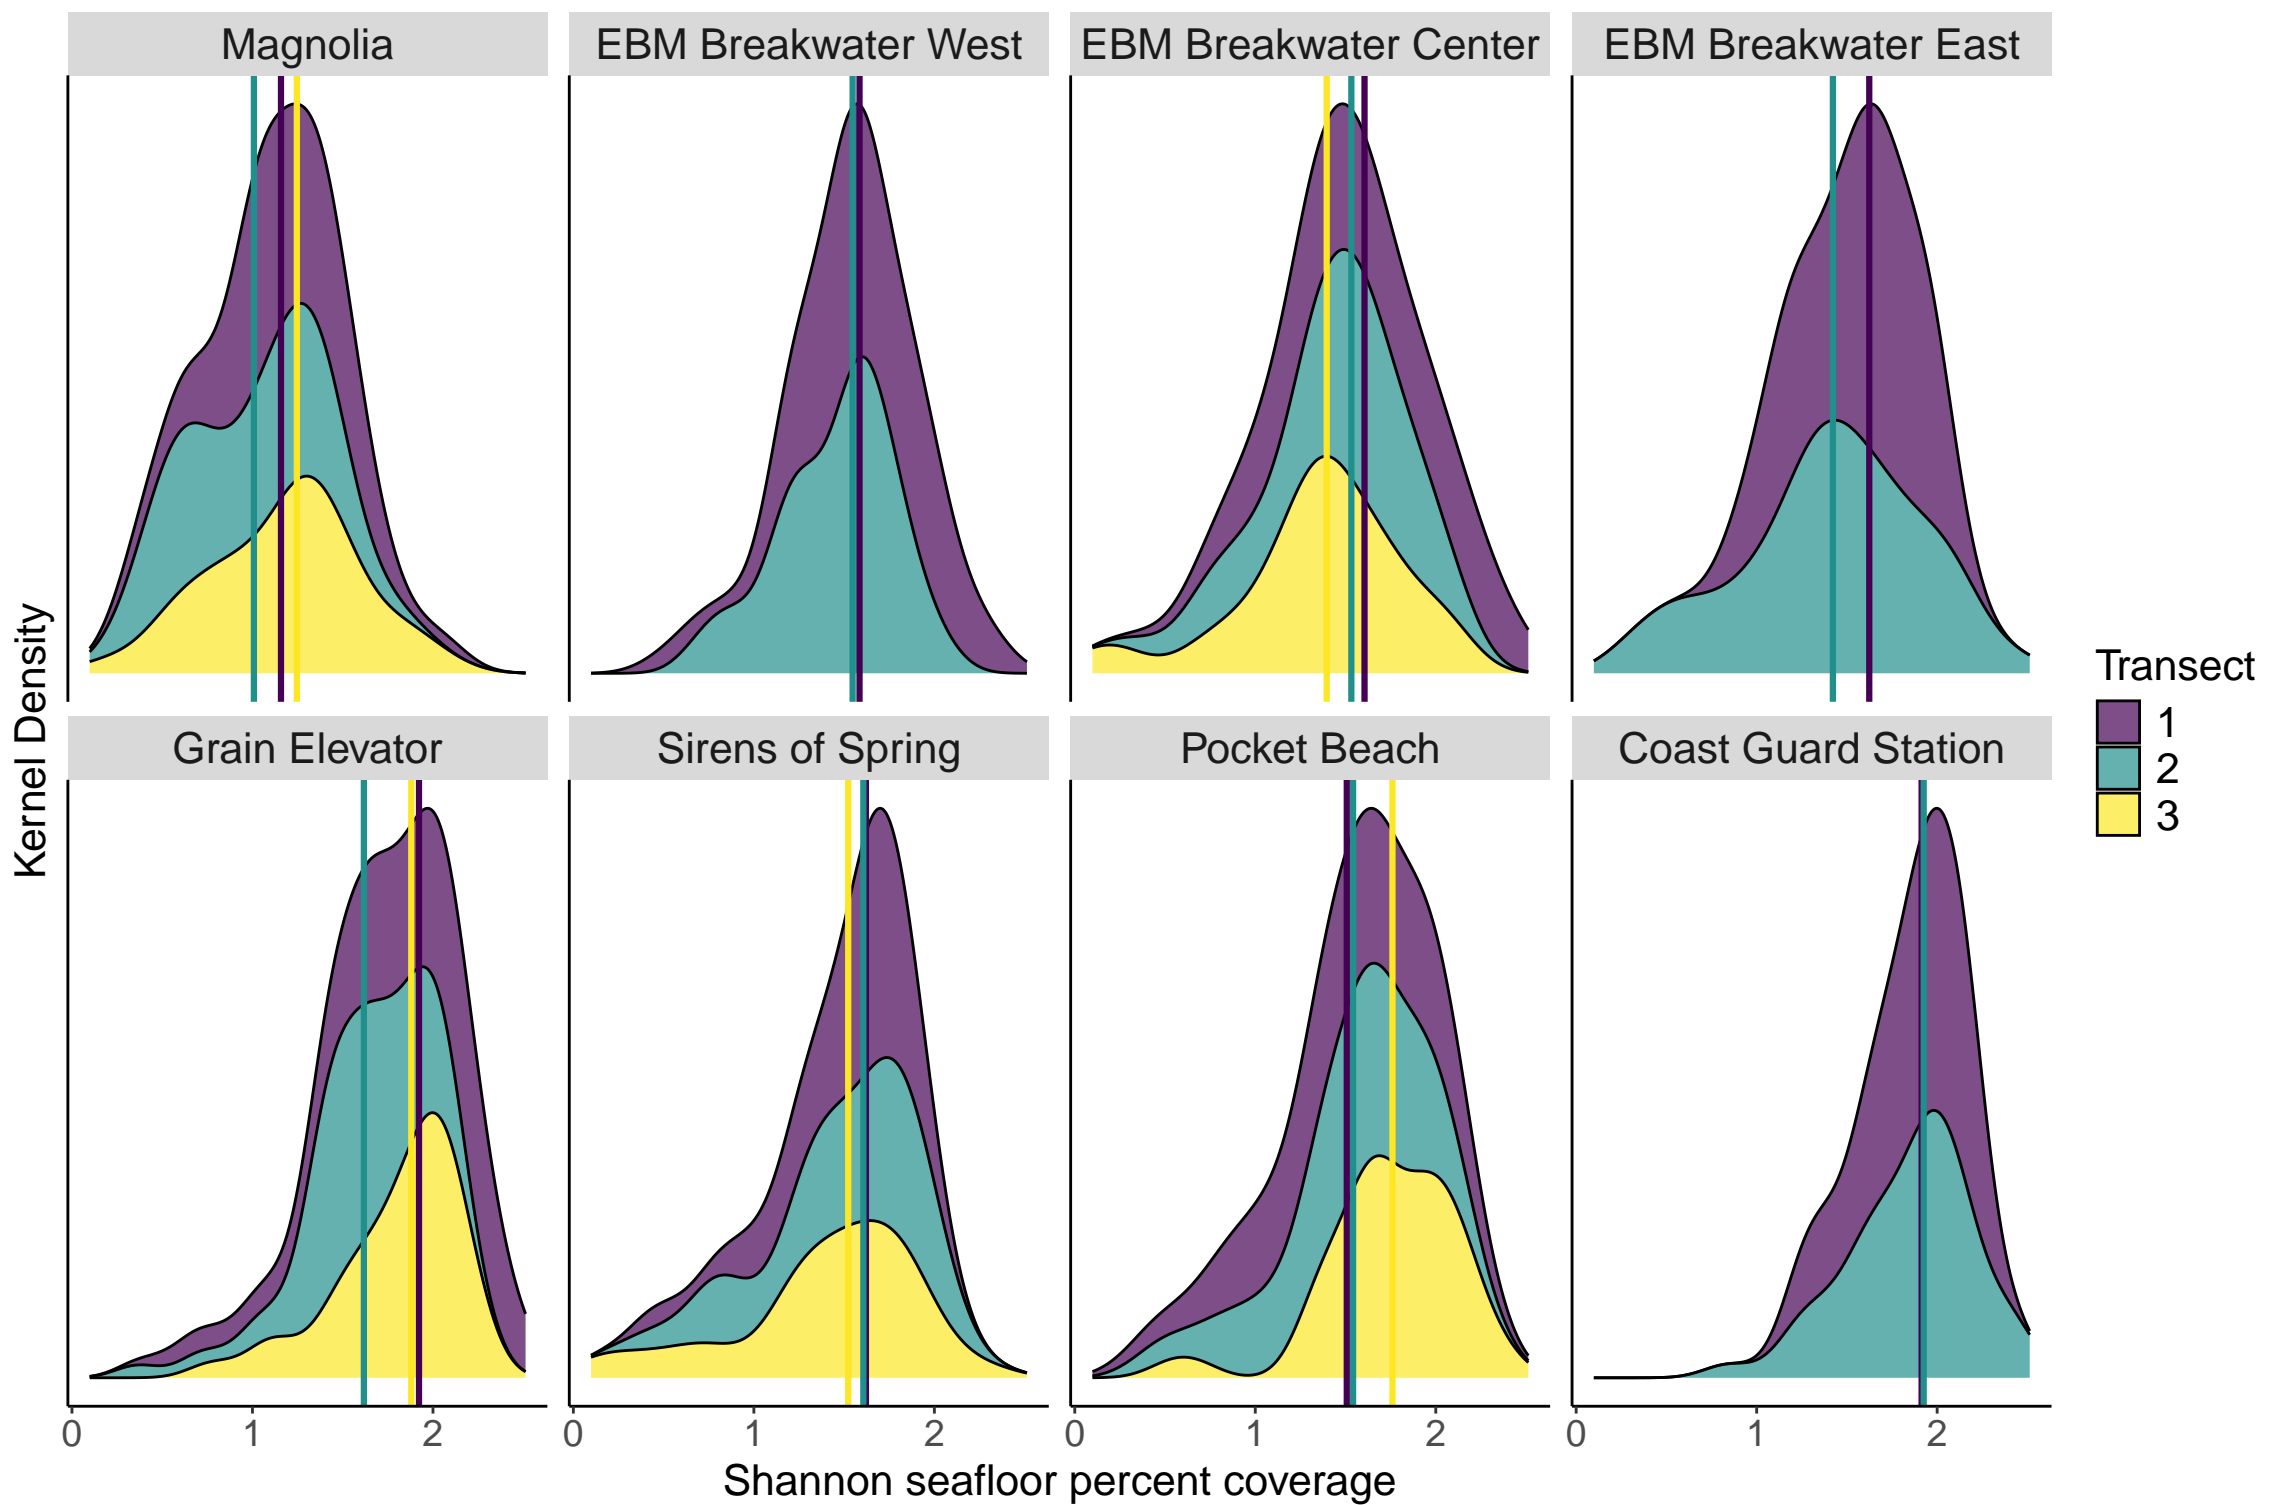 Magnolia
EBM Breakwater West
EBM Breakwater Center
EBM Breakwater East
Kernel Density
Grain Elevator
Sirens of Spring
Pocket Beach
Coast Guard Station
Transect
1
2
3
0 1 2
0 1 2
0 1 2
0 1 2
Shannon seafloor percent coverage